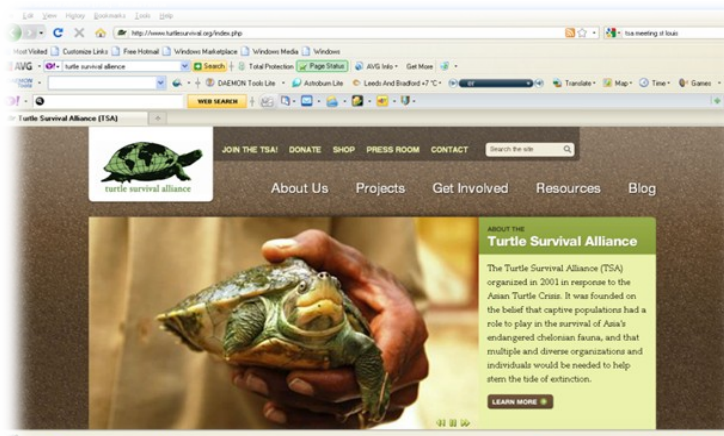 Edit View History Bookmarks Tools Help
http://www.turtlesurvival.org/index.php
tsa meeting st louis
Most Visited Customize Links Free Hotmail Windows Marketplace Windows Media Windows
AVG turtle survival alience Search Total Protection Page Status AVG Info Get More
DAEMON Tools Lite Astroburn Lite Leeds And Bradford +7 °C Translate Map Time Games
WEB SEARCH
Turtle Survival Alliance (TSA)
JOIN THE TSA! DONATE SHOP PRESS ROOM CONTACT Search the site
turtle survival alliance
About Us Projects Get Involved Resources Blog
ABOUT THE
Turtle Survival Alliance
The Turtle Survival Alliance (TSA)
organized in 2001 in response to the
Asian Turtle Crisis. It was founded on
the belief that captive populations had a
role to play in the survival of Asia's
endangered chelonian fauna, and that
multiple and diverse organizations and
individuals would be needed to help
stem the tide of extinction.
LEARN MORE